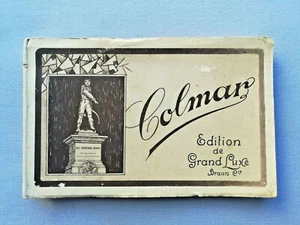 Colmar
Edition
de
Grand Luxe
Braun Cie